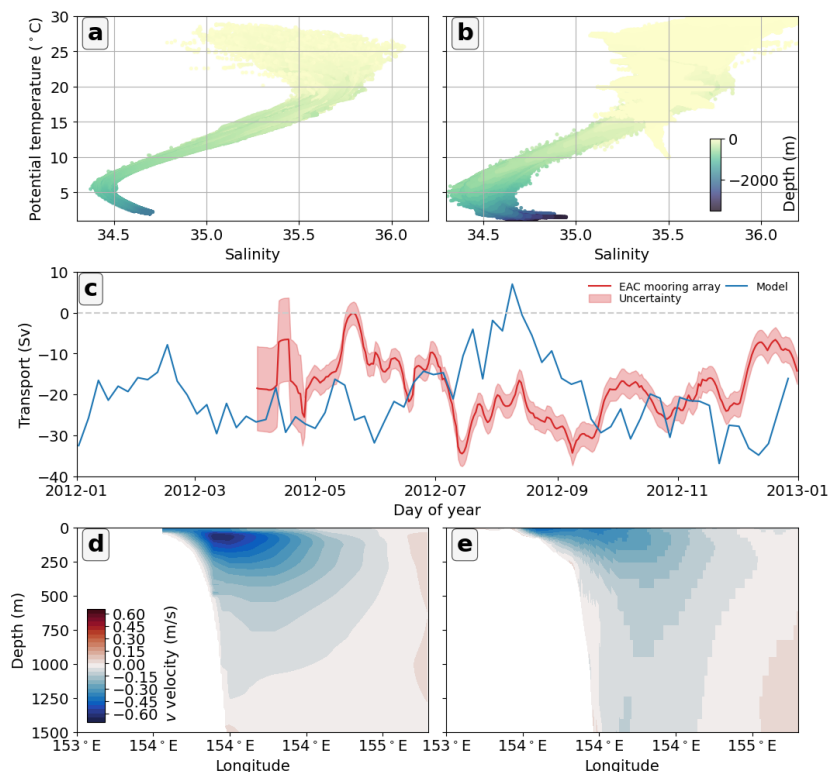 a
b
30
25
20
15
10
5
Potential temperature (°C)
34.5 35.0 35.5 36.0
Salinity
34.5 35.0 35.5 36.0
Salinity
0
−2000
Depth (m)
c
10
0
−10
−20
−30
−40
Transport (Sv)
EAC mooring array
Uncertainty
Model
2012-01 2012-03 2012-05 2012-07 2012-09 2012-11 2013-01
Day of year
d
e
0
250
500
750
1000
1250
1500
Depth (m)
0.60
0.45
0.30
0.15
0.00
−0.15
−0.30
−0.45
−0.60
v velocity (m/s)
153°E 154°E 154°E 154°E 155°E
Longitude
153°E 154°E 154°E 154°E 155°E
Longitude